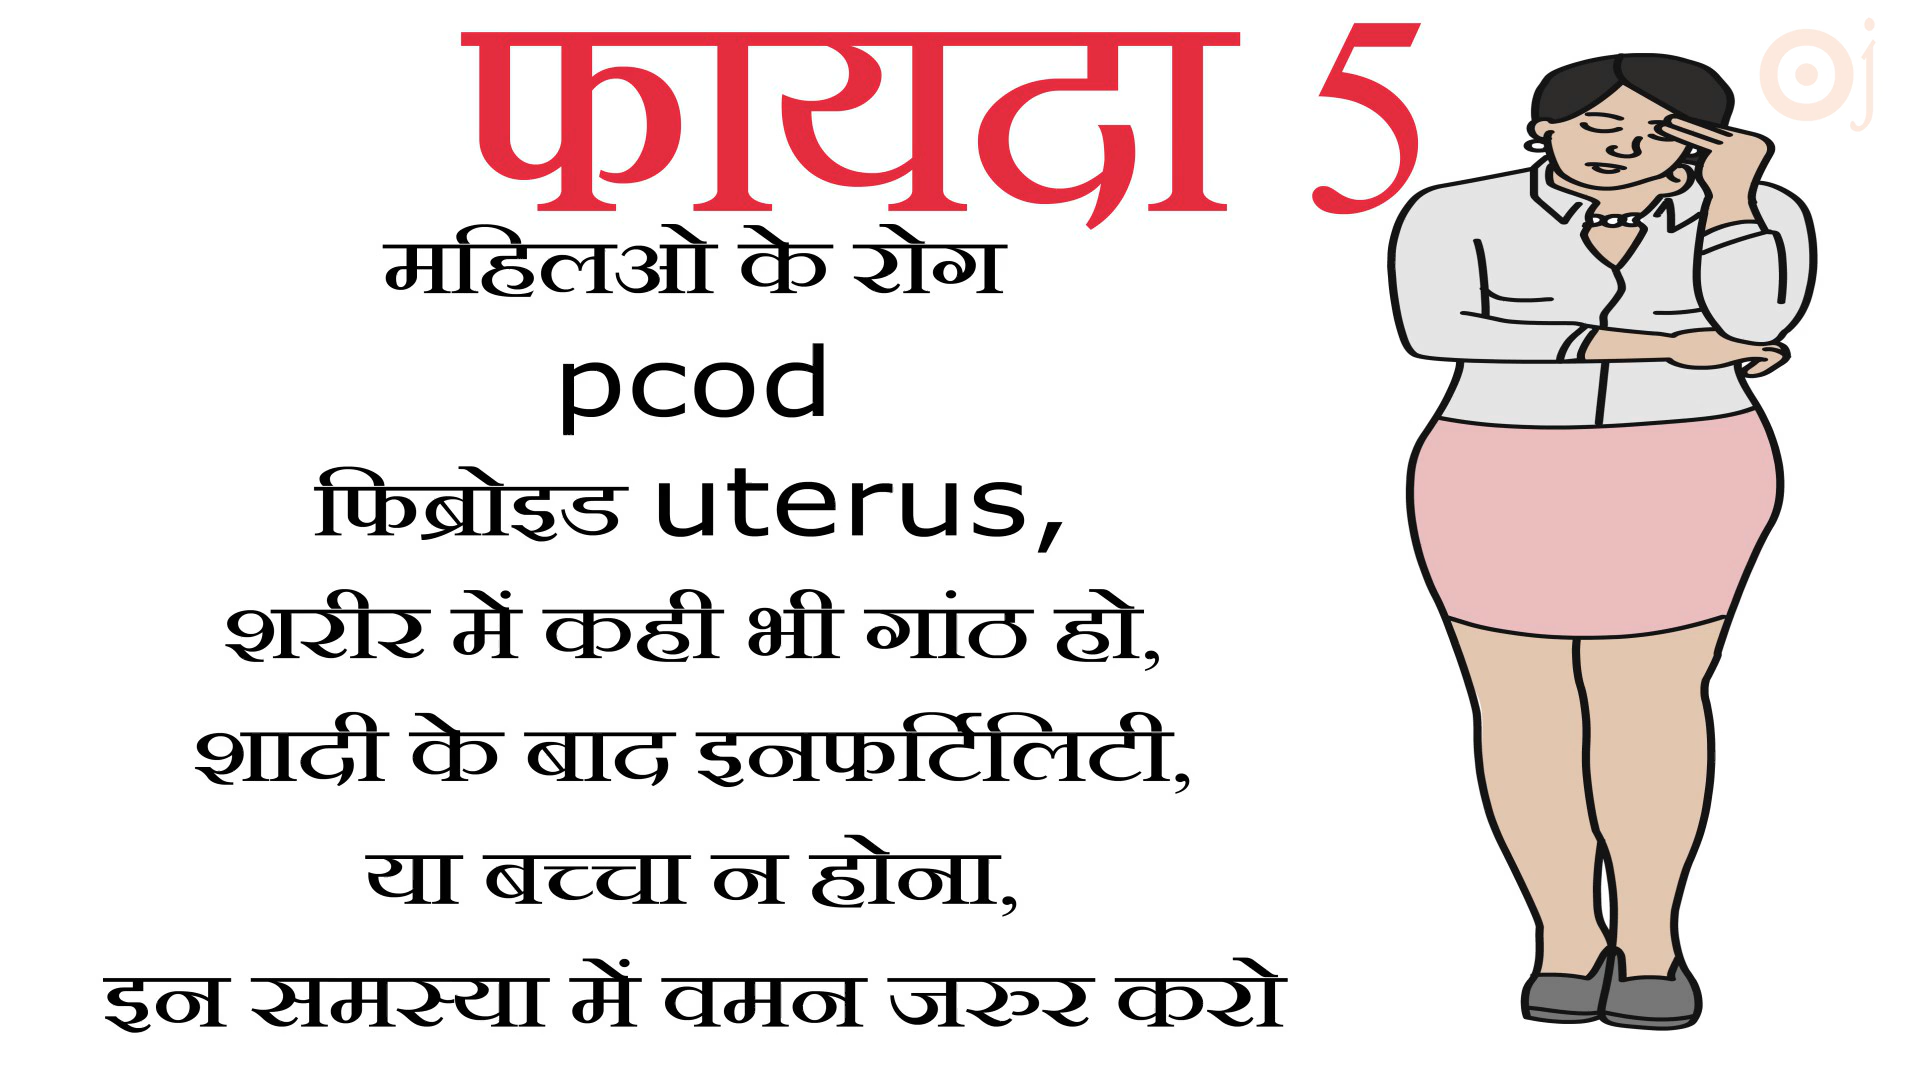 फायदा 5
महिलओ के रोग
pcod
फिब्रोइड uterus,
शरीर में कही भी गांठ हो,
शादी के बाद इनफर्टिलिटी,
या बच्चा न होना,
इन समस्या में वमन जरुर करो